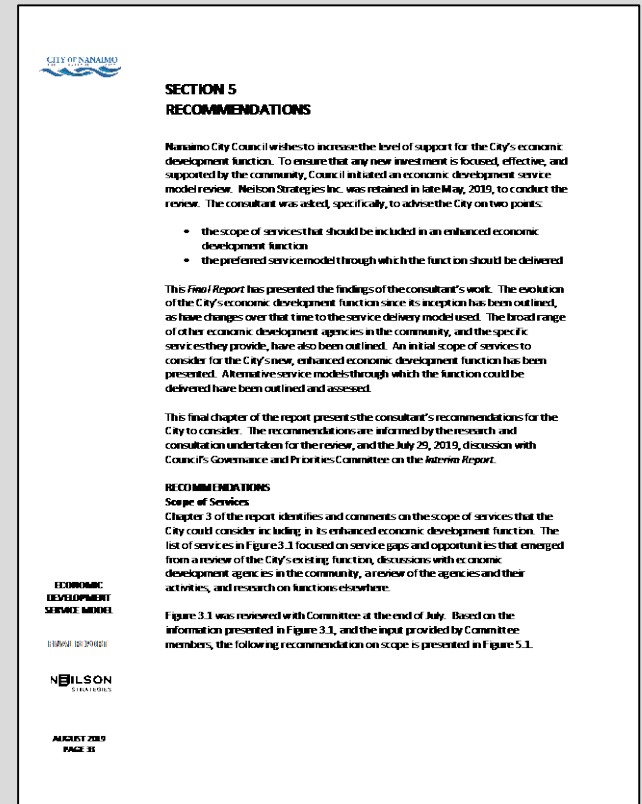 CITY OF NANAIMO
SECTION 5
RECOMMENDATIONS
Nanaimo City Council wishes to increase the level of support for the City's economic
development function. To ensure that any new investment is focused, effective, and
supported by the community, Council initiated an economic development service
model review. Neilson Strategies Inc. was retained in late May, 2019, to conduct the
review. The consultant was asked, specifically, to advise the City on two points:
• the scope of services that should be included in an enhanced economic
development function
• the preferred service model through which the function should be delivered
This Final Report has presented the findings of the consultant's work. The evolution
of the City's economic development function since its inception has been outlined,
as have changes over that time to the service delivery model used. The broad range
of other economic development agencies in the community, and the specific
services they provide, have also been outlined. An initial scope of services to
consider for the City's new, enhanced economic development function has been
presented. Alternative service models through which the function could be
delivered have been outlined and assessed.
This final chapter of the report presents the consultant's recommendations for the
City to consider. The recommendations are informed by the research and
consultation undertaken for the review, and the July 29, 2019, discussion with
Council's Governance and Priorities Committee on the Interim Report.
RECOMMENDATIONS
Scope of Services
Chapter 3 of the report identifies and comments on the scope of services that the
City could consider including in its enhanced economic development function. The
list of services in Figure 3.1 focused on service gaps and opportunities that emerged
from a review of the City's existing function, discussions with economic
development agencies in the community, a review of the agencies and their
activities, and research on functions elsewhere.
Figure 3.1 was reviewed with Committee at the end of July. Based on the
information presented in Figure 3.1, and the input provided by Committee
members, the following recommendation on scope is presented in Figure 5.1.
ECONOMIC
DEVELOPMENT
SERVICE MODEL
FINAL REPORT
NEILSON
STRATEGIES
AUGUST 2019
PAGE 33